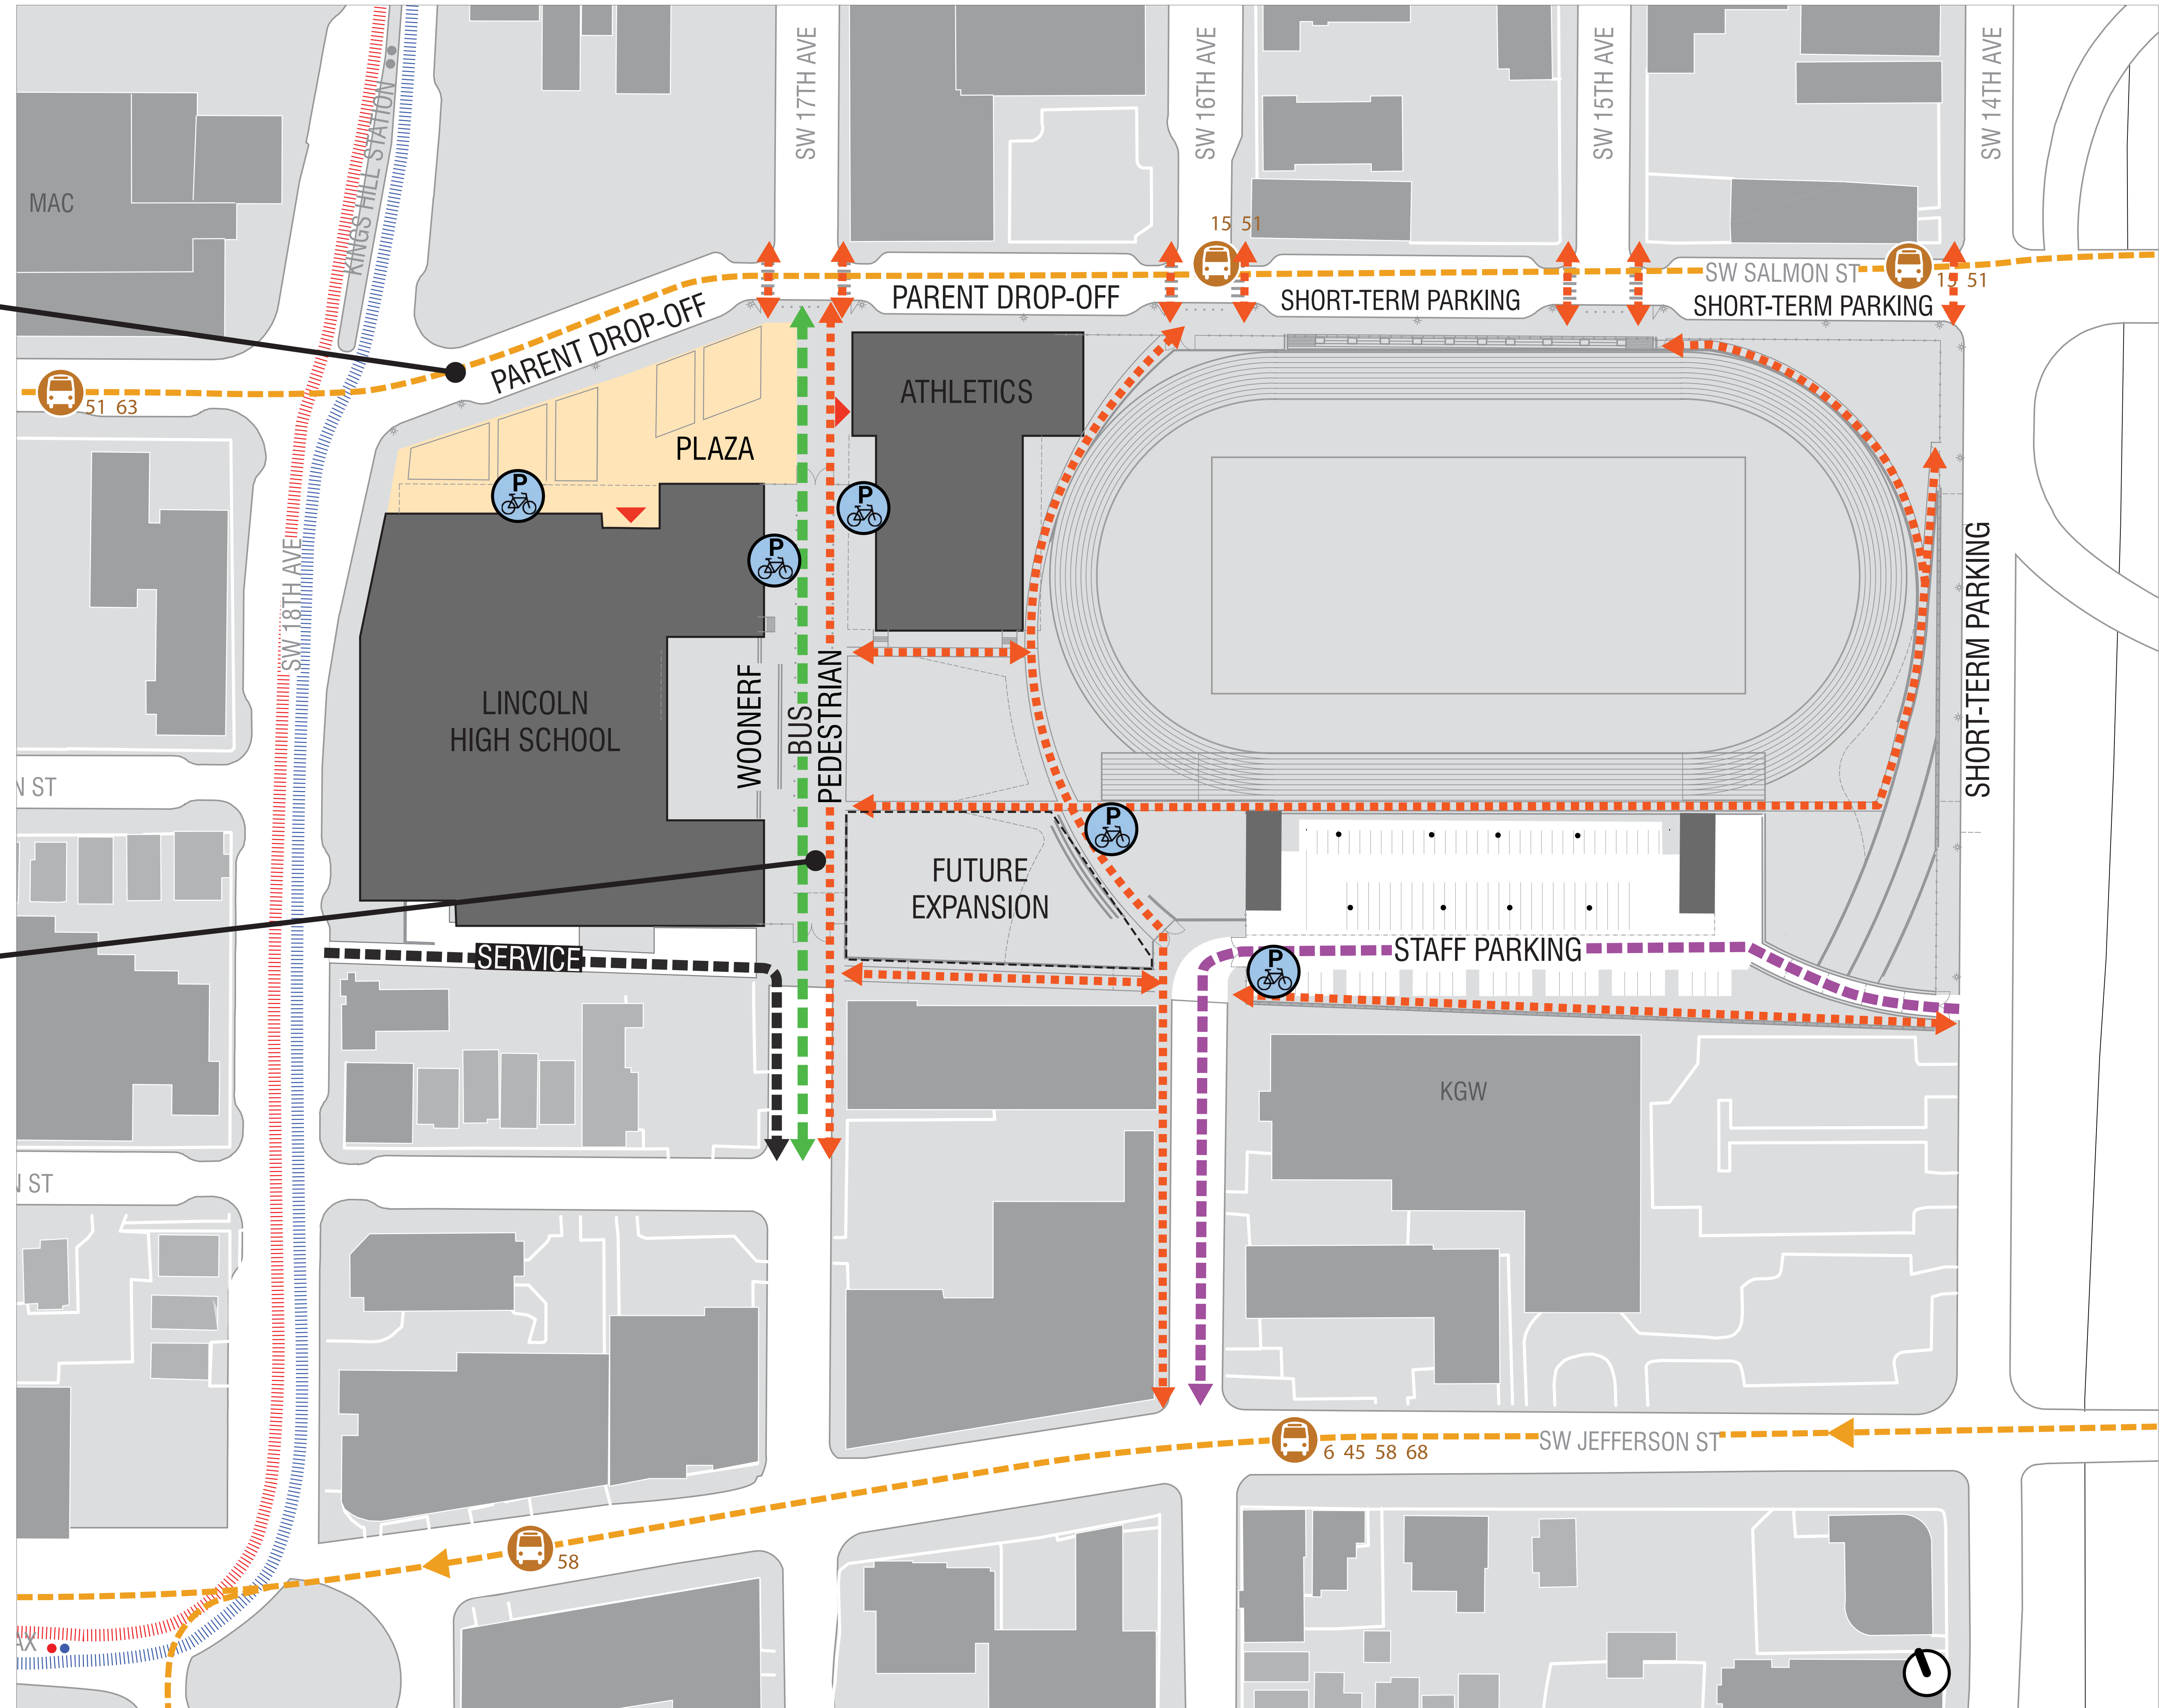 SW 17TH AVE
SW 16TH AVE
SW 15TH AVE
SW 14TH AVE
KINGS HILL STATION
MAC
15 51
SW SALMON ST
15 51
PARENT DROP-OFF
PARENT DROP-OFF
SHORT-TERM PARKING
SHORT-TERM PARKING
51 63
ATHLETICS
PLAZA
P
P
P
SW 18TH AVE
LINCOLN
HIGH SCHOOL
WOONERF
BUS
PEDESTRIAN
SHORT-TERM PARKING
N ST
P
FUTURE
EXPANSION
SERVICE
STAFF PARKING
P
KGW
N ST
SW JEFFERSON ST
6 45 58 68
58
AX